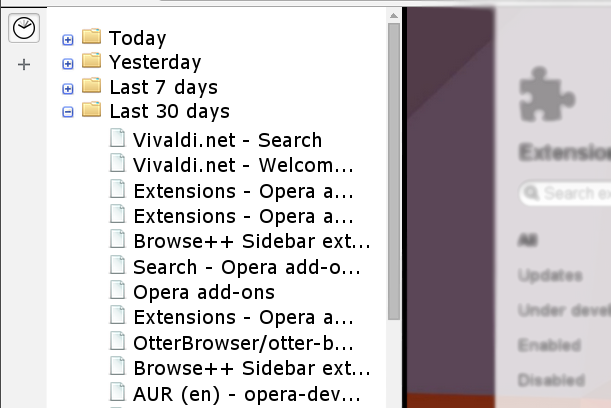 Today
Yesterday
Last 7 days
Last 30 days
Vivaldi.net - Search
Vivaldi.net - Welcom...
Extensions - Opera a...
Extensions - Opera a...
Browse++ Sidebar ext...
Search - Opera add-o...
Opera add-ons
Extensions - Opera a...
OtterBrowser/otter-b...
Browse++ Sidebar ext...
AUR (en) - opera-dev...
Extensio
Search ex
All
Updates
Under devel
Enabled
Disabled